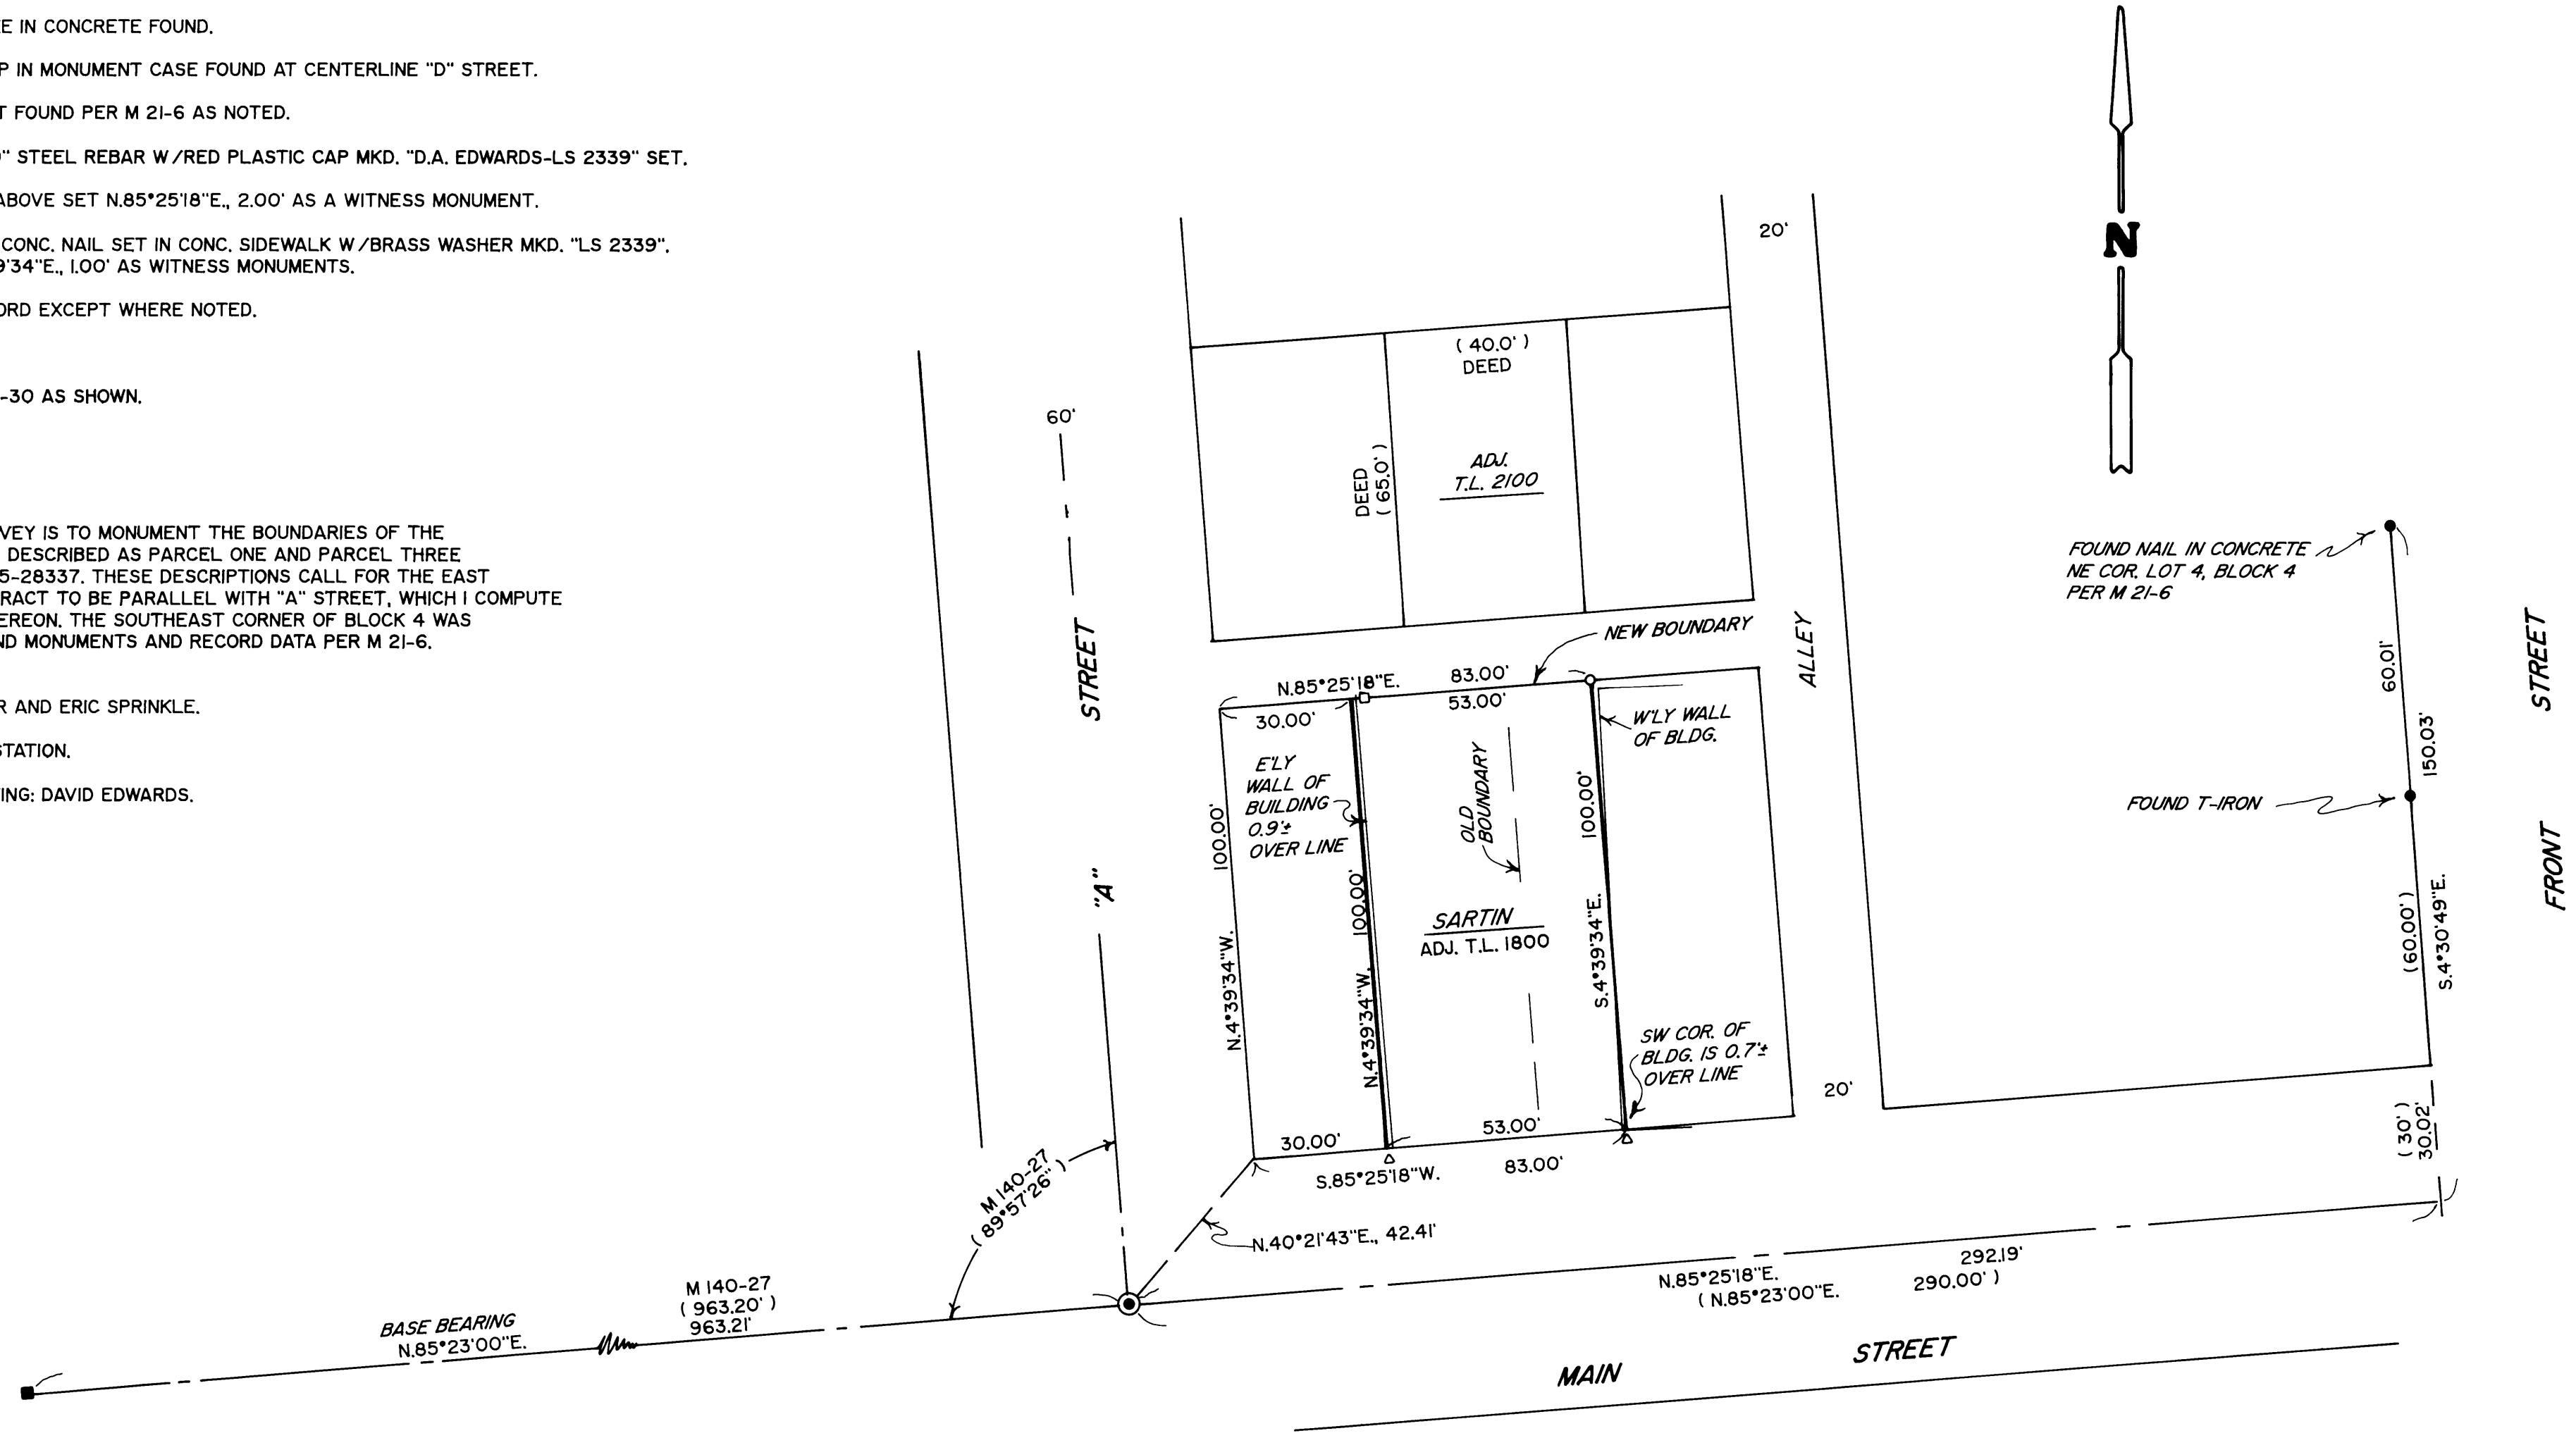 E IN CONCRETE FOUND.
P IN MONUMENT CASE FOUND AT CENTERLINE "D" STREET.
T FOUND PER M 21-6 AS NOTED.
" STEEL REBAR W/RED PLASTIC CAP MKD. "D.A. EDWARDS-LS 2339" SET.
ABOVE SET N.85°25'18"E., 2.00' AS A WITNESS MONUMENT.
CONC. NAIL SET IN CONC. SIDEWALK W/BRASS WASHER MKD. "LS 2339",
9'34"E., 1.00' AS WITNESS MONUMENTS.
ORD EXCEPT WHERE NOTED.
-30 AS SHOWN.
VEY IS TO MONUMENT THE BOUNDARIES OF THE
DESCRIBED AS PARCEL ONE AND PARCEL THREE
5-28337. THESE DESCRIPTIONS CALL FOR THE EAST
RACT TO BE PARALLEL WITH "A" STREET, WHICH I COMPUTE
EREON. THE SOUTHEAST CORNER OF BLOCK 4 WAS
ND MONUMENTS AND RECORD DATA PER M 21-6.
R AND ERIC SPRINKLE.
STATION.
ING: DAVID EDWARDS.
N
20'
60'
( 40.0' )
DEED
DEED
( 65.0' )
ADJ.
T.L. 2100
NEW BOUNDARY
ALLEY
"A" STREET
N.85°25'18"E.
83.00'
30.00'
53.00'
E'LY
WALL OF
BUILDING
0.9'±
OVER LINE
W'LY WALL
OF BLDG.
OLD
BOUNDARY
100.00'
N.4°39'34"W.
100.00'
N.4°39'34"W.
100.00'
S.4°39'34"E.
SARTIN
ADJ. T.L. 1800
SW COR. OF
BLDG. IS 0.7'±
OVER LINE
20'
30.00'
53.00'
S.85°25'18"W.
83.00'
N.40°21'43"E., 42.41'
FOUND NAIL IN CONCRETE
NE COR. LOT 4, BLOCK 4
PER M 21-6
FOUND T-IRON
60.01'
150.03'
(60.00')
S.4°30'49"E.
FRONT STREET
( 30' )
30.02'
M 140-27
( 89°57'26" )
M 140-27
( 963.20' )
963.21'
BASE BEARING
N.85°23'00"E.
N.85°25'18"E. 292.19'
( N.85°23'00"E. 290.00' )
MAIN STREET